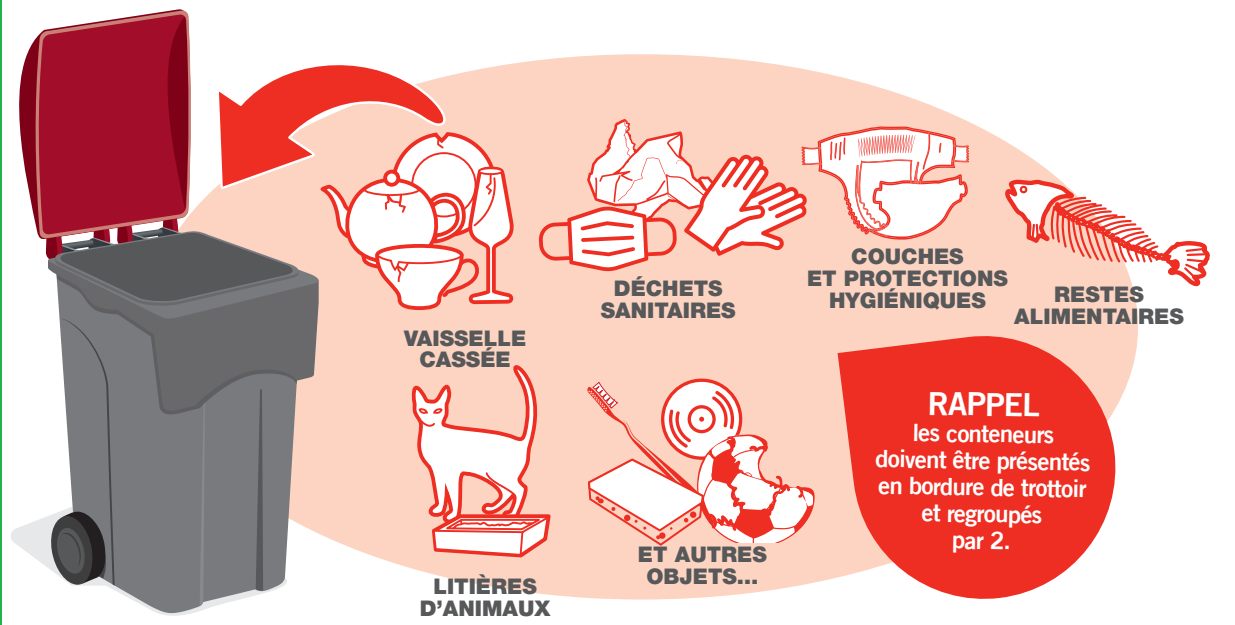 VAISSELLE
CASSÉE
DÉCHETS
SANITAIRES
COUCHES
ET PROTECTIONS
HYGIÉNIQUES
RESTES
ALIMENTAIRES
LITIÈRES
D'ANIMAUX
ET AUTRES
OBJETS...
RAPPEL
les conteneurs
doivent être présentés
en bordure de trottoir
et regroupés
par 2.